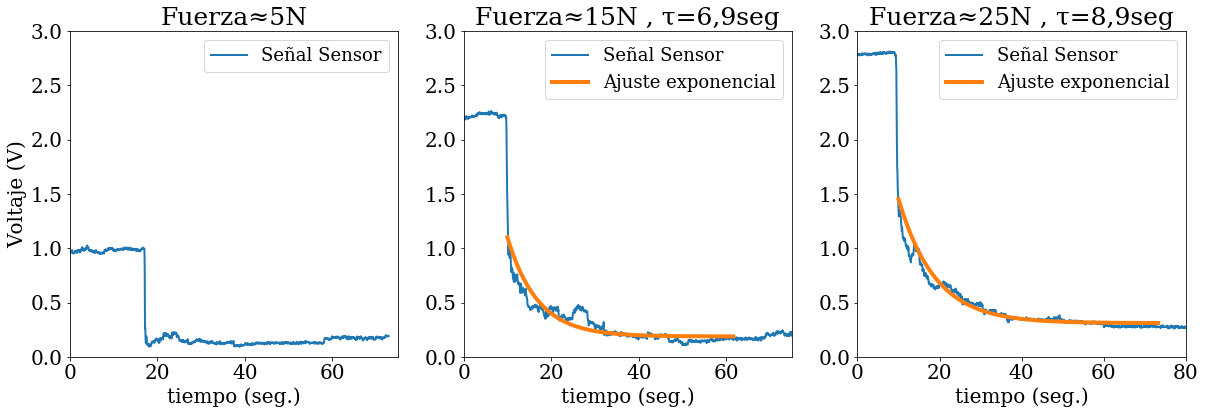 Fuerza≈5N
Señal Sensor
3.0
2.5
2.0
1.5
1.0
0.5
0.0
Voltaje (V)
0 20 40 60
tiempo (seg.)
Fuerza≈15N , τ=6,9seg
Señal Sensor
Ajuste exponencial
3.0
2.5
2.0
1.5
1.0
0.5
0.0
0 20 40 60
tiempo (seg.)
Fuerza≈25N , τ=8,9seg
Señal Sensor
Ajuste exponencial
3.0
2.5
2.0
1.5
1.0
0.5
0.0
0 20 40 60 80
tiempo (seg.)